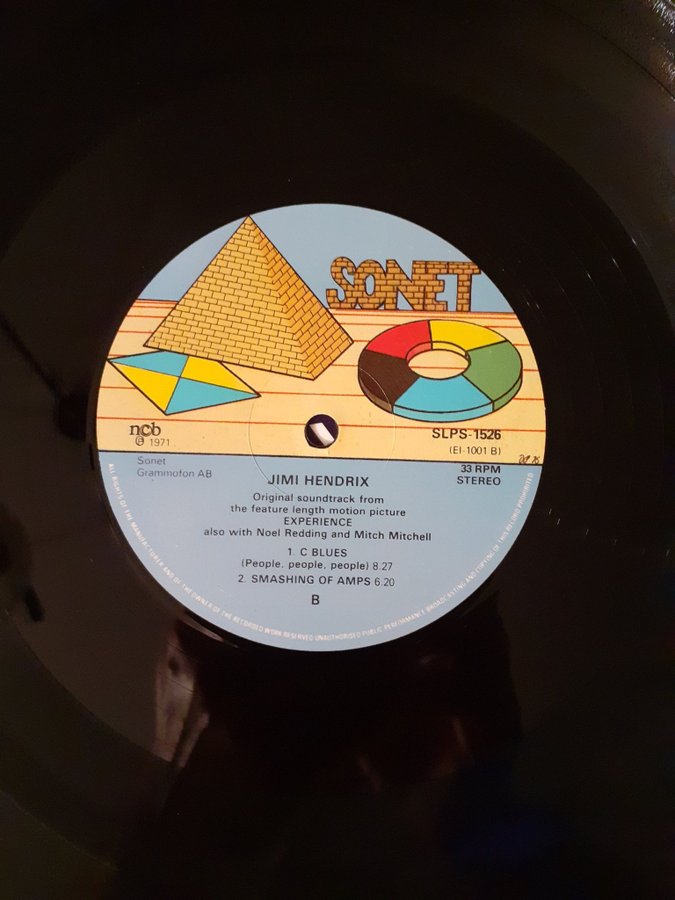 SONET
ncb
℗ 1971
SLPS-1526
(EI-1001 B)
Sonet
Grammofon AB
33 RPM
STEREO
JIMI HENDRIX
Original soundtrack from
the feature length motion picture
EXPERIENCE
also with Noel Redding and Mitch Mitchell
1. C BLUES
(People, people, people) 8.27
2. SMASHING OF AMPS 6.20
B
ALL RIGHTS OF THE MANUFACTURER AND OF THE OWNER OF THE RECORDED WORK RESERVED UNAUTHORISED PUBLIC PERFORMANCE BROADCASTING AND COPYING OF THIS RECORD PROHIBITED